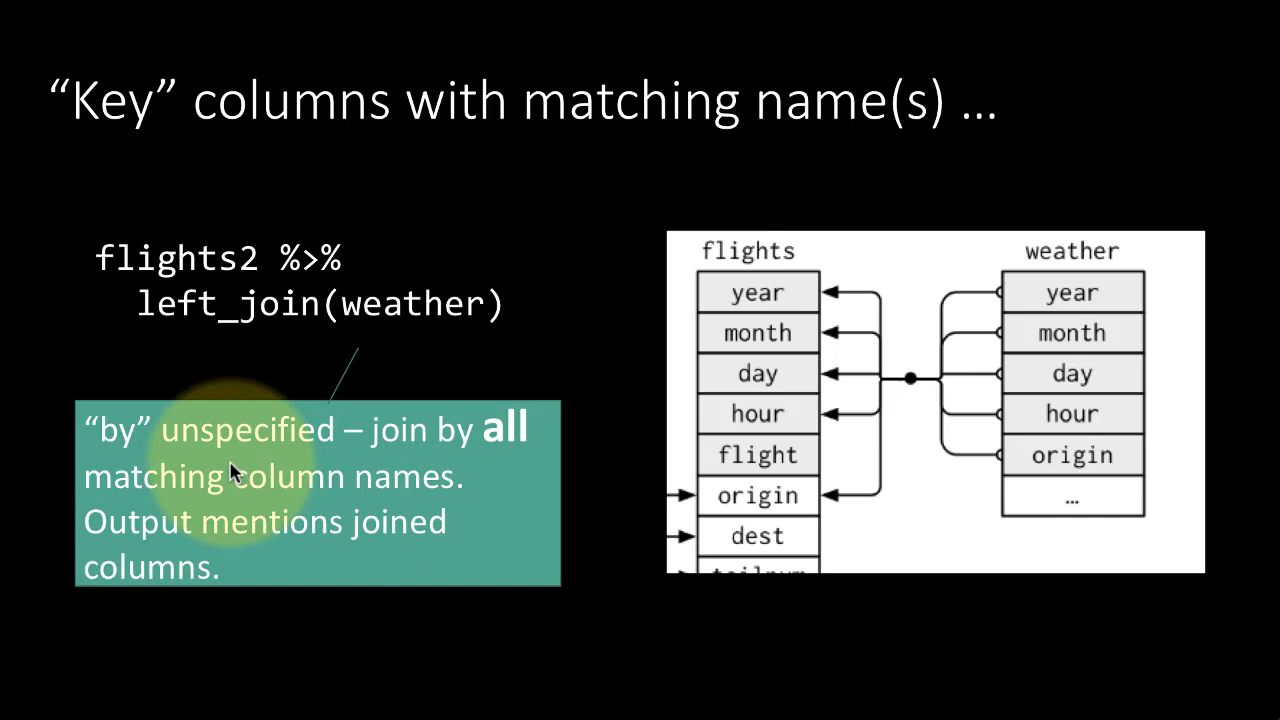 “Key” columns with matching name(s) ...
flights2 %>%
left_join(weather)
“by” unspecified – join by all
matching column names.
Output mentions joined
columns.
flights
year
month
day
hour
flight
origin
dest
weather
year
month
day
hour
origin
...